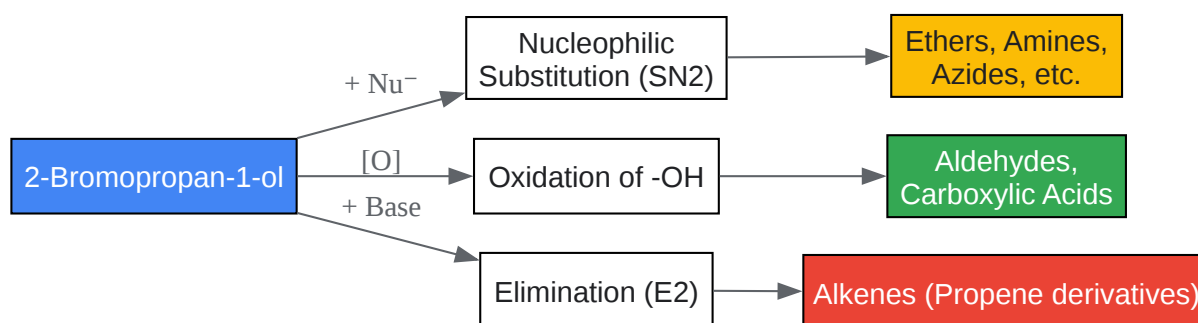 Nucleophilic
Substitution (SN2)
Ethers, Amines,
Azides, etc.
+ Nu⁻
2-Bromopropan-1-ol
[O]
Oxidation of -OH
Aldehydes,
Carboxylic Acids
+ Base
Elimination (E2)
Alkenes (Propene derivatives)